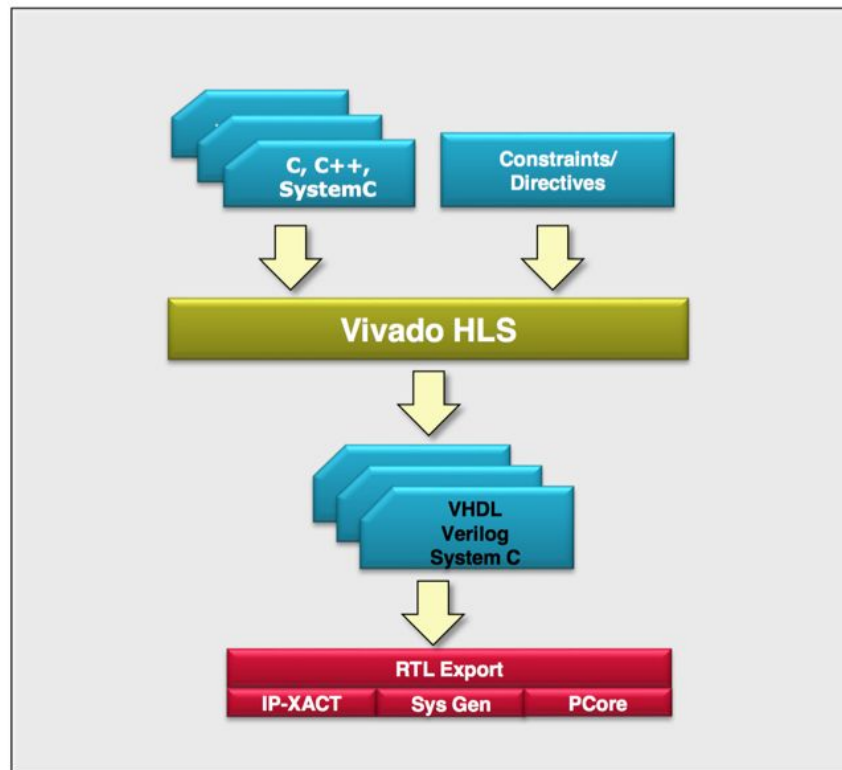 C, C++,
SystemC
Constraints/
Directives
Vivado HLS
VHDL
Verilog
System C
RTL Export
IP-XACT
Sys Gen
PCore